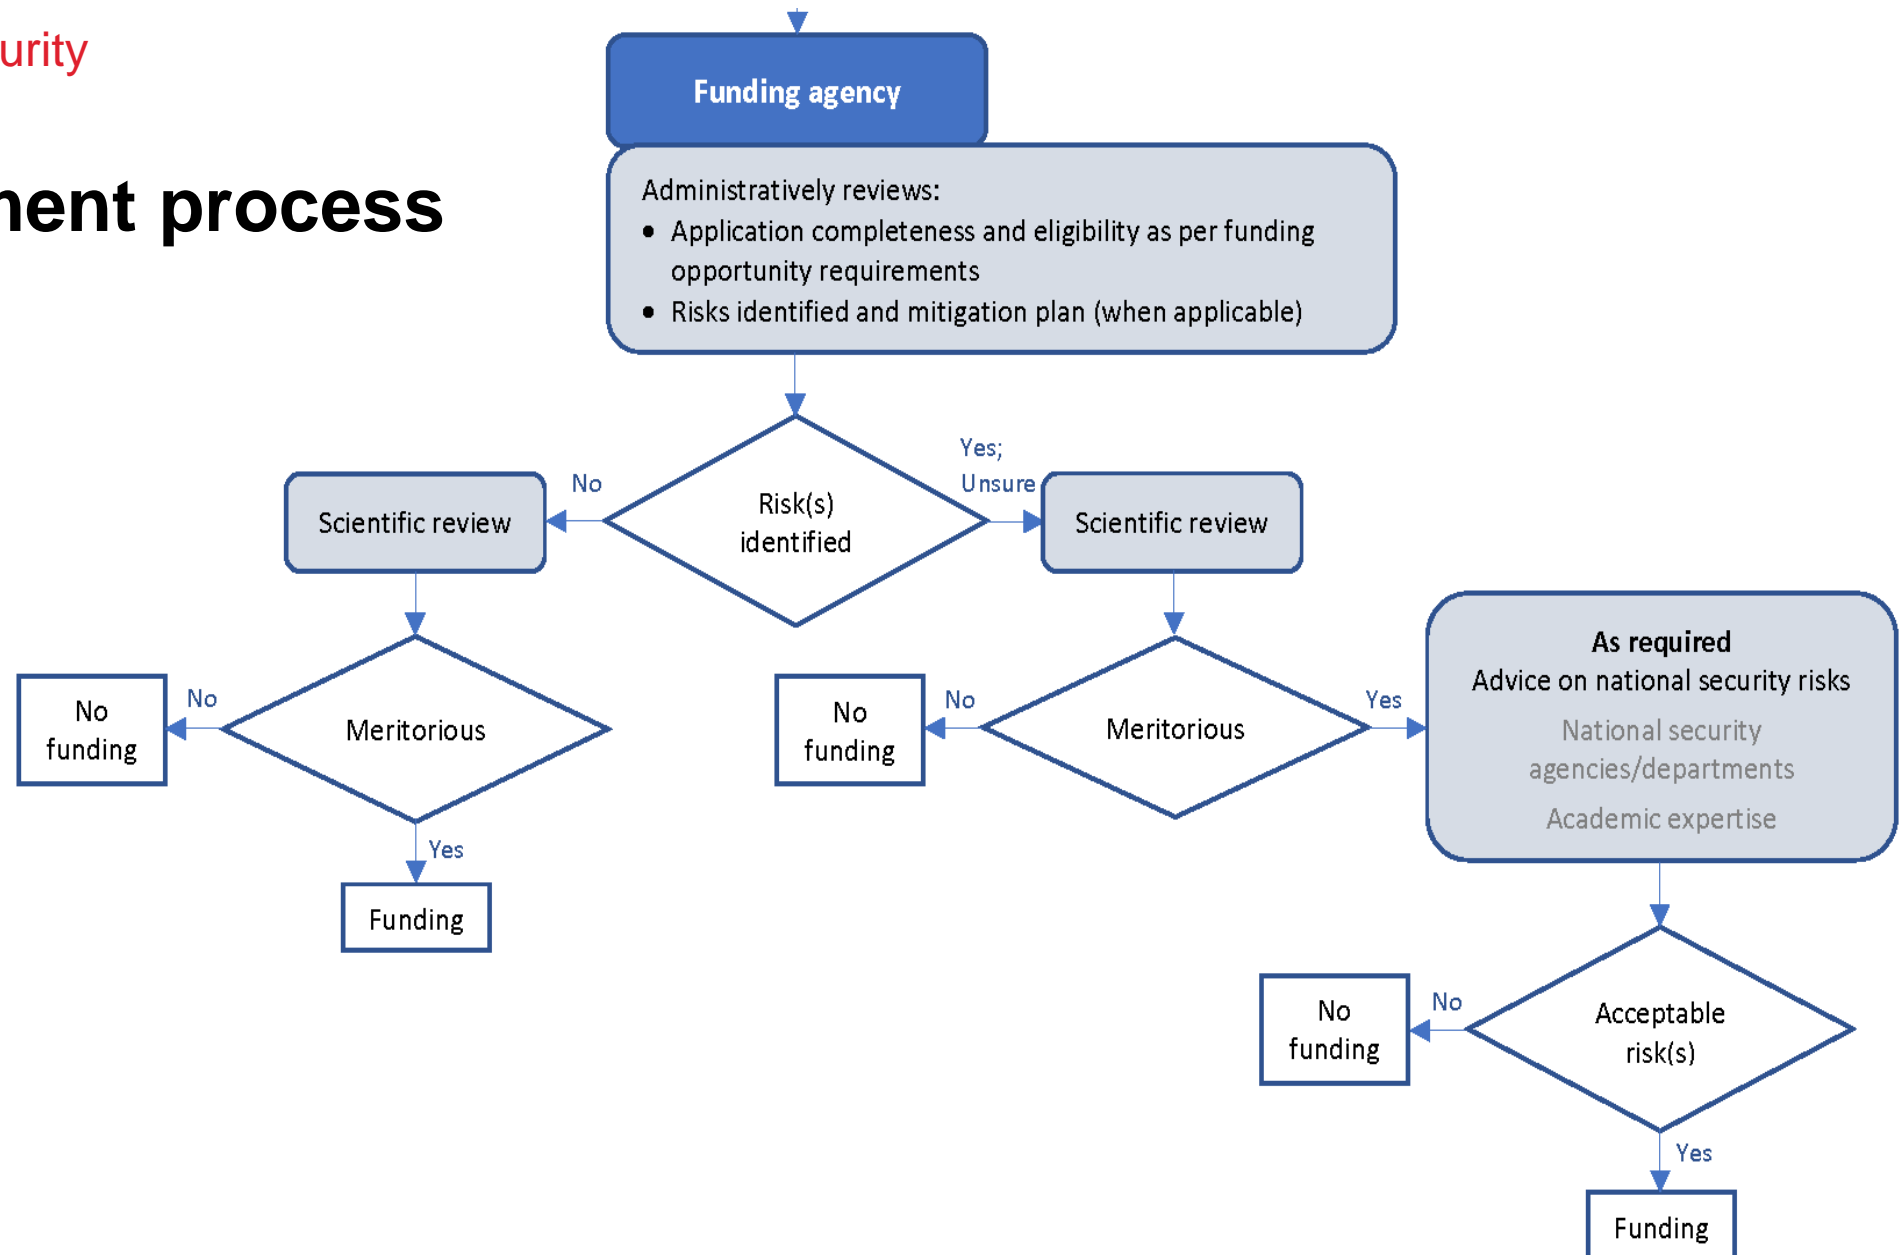 urity
ment process
Funding agency
Administratively reviews:
• Application completeness and eligibility as per funding
opportunity requirements
• Risks identified and mitigation plan (when applicable)
Risk(s)
identified
No
Yes;
Unsure
Scientific review
Scientific review
Meritorious
No
No
funding
Yes
Funding
Meritorious
No
No
funding
Yes
As required
Advice on national security risks
National security
agencies/departments
Academic expertise
Acceptable
risk(s)
No
No
funding
Yes
Funding